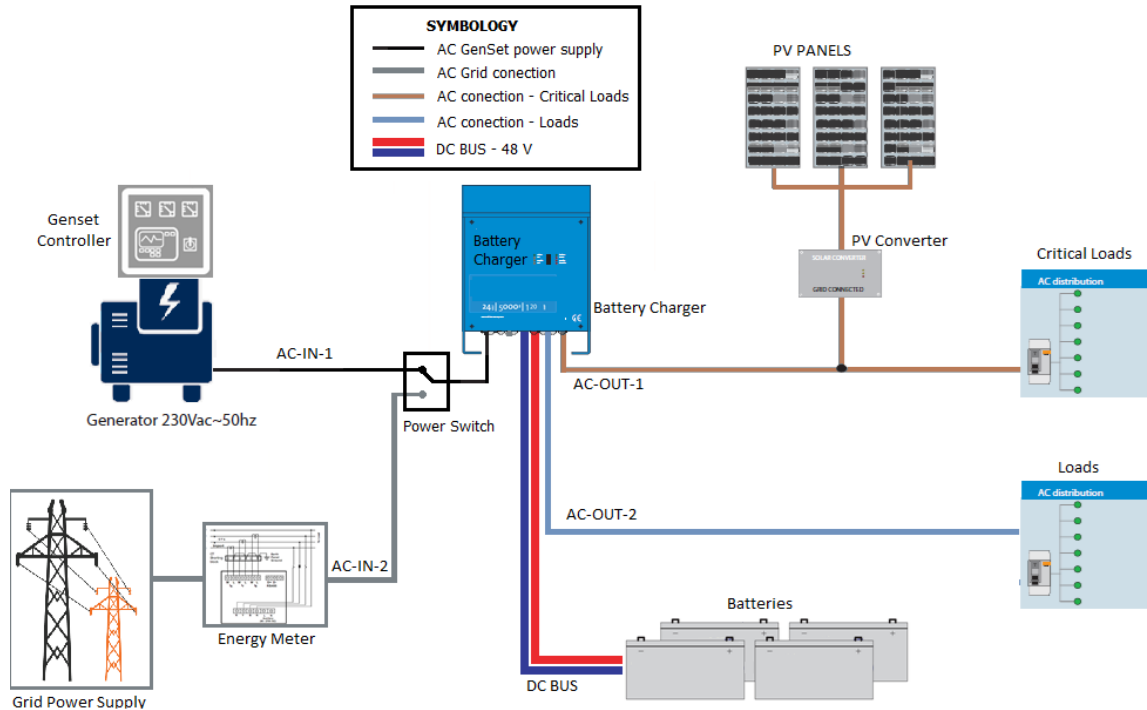 SYMBOLOGY
AC GenSet power supply
AC Grid conection
AC conection - Critical Loads
AC conection - Loads
DC BUS - 48 V
PV PANELS
Genset
Controller
Battery
Charger
PV Converter
SOLAR CONVERTER
GRID CONNECTED
Critical Loads
AC distribution
Battery Charger
AC-IN-1
AC-OUT-1
Generator 230Vac~50hz
Power Switch
Loads
AC distribution
AC-OUT-2
AC-IN-2
Energy Meter
Batteries
DC BUS
Grid Power Supply